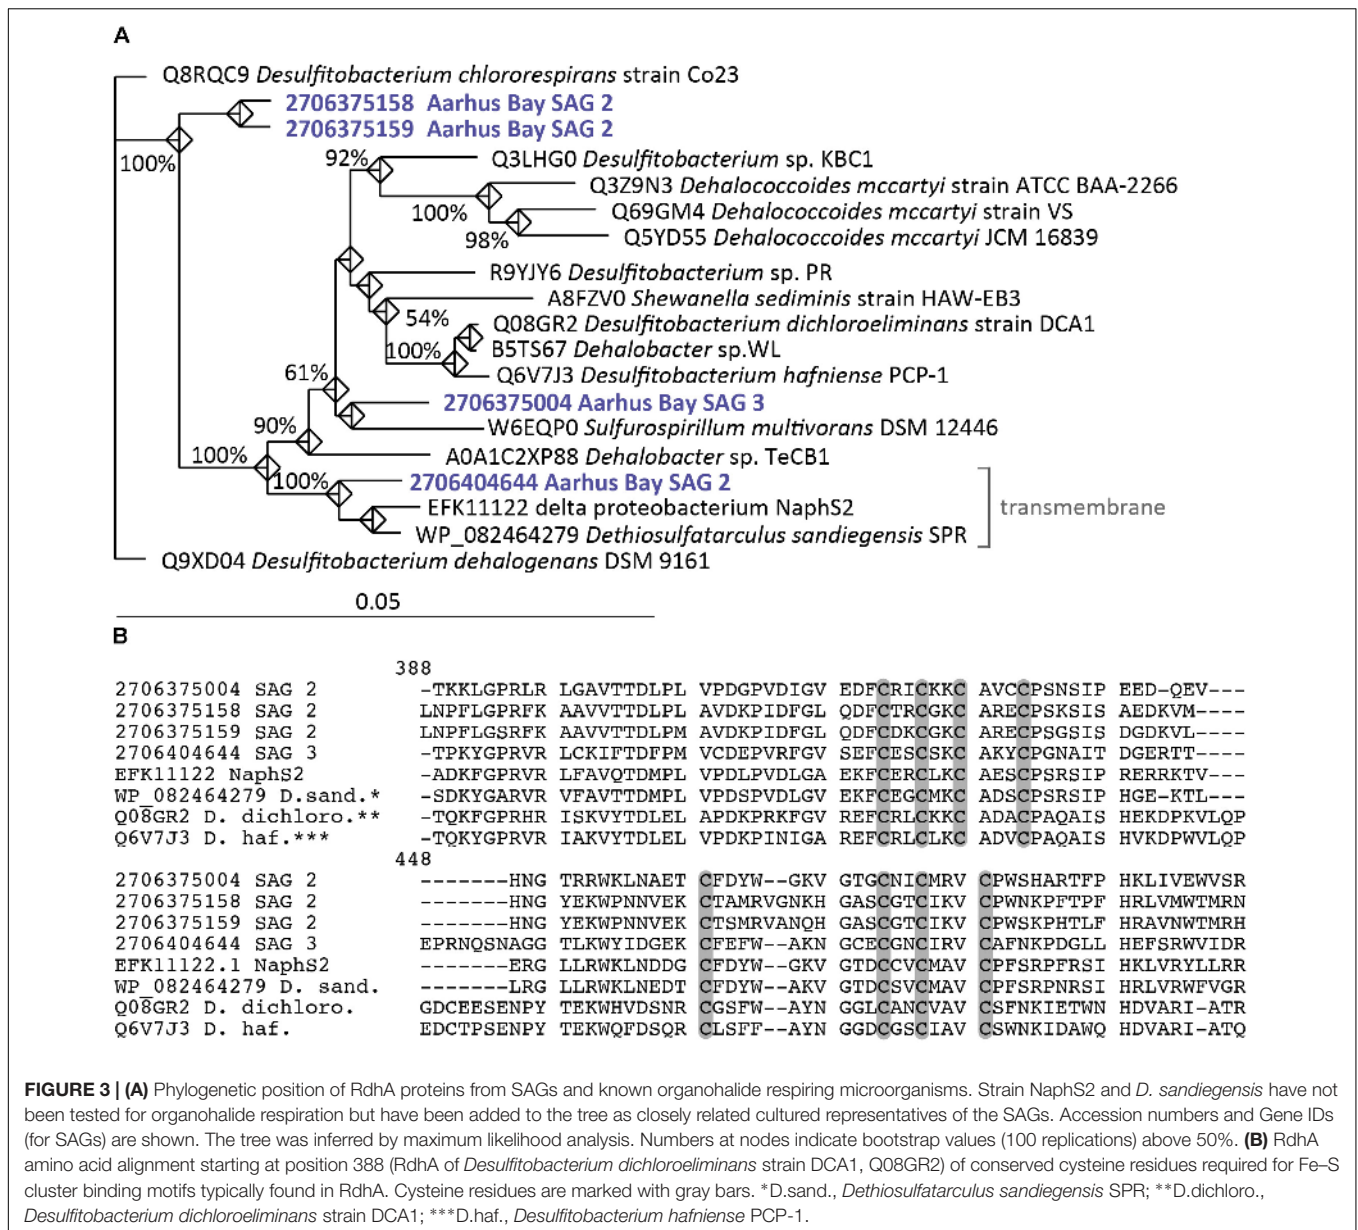 A
Q8RQC9 Desulfitobacterium chlororespirans strain Co23
2706375158 Aarhus Bay SAG 2
2706375159 Aarhus Bay SAG 2
100%
92%
Q3LHG0 Desulfitobacterium sp. KBC1
Q3Z9N3 Dehalococcoides mccartyi strain ATCC BAA-2266
100%
Q69GM4 Dehalococcoides mccartyi strain VS
98%
Q5YD55 Dehalococcoides mccartyi JCM 16839
R9YJY6 Desulfitobacterium sp. PR
A8FZV0 Shewanella sediminis strain HAW-EB3
54%
Q08GR2 Desulfitobacterium dichloroeliminans strain DCA1
100%
B5TS67 Dehalobacter sp.WL
Q6V7J3 Desulfitobacterium hafniense PCP-1
61%
2706375004 Aarhus Bay SAG 3
90%
W6EQP0 Sulfurospirillum multivorans DSM 12446
100%
A0A1C2XP88 Dehalobacter sp. TeCB1
100%
2706404644 Aarhus Bay SAG 2
EFK11122 delta proteobacterium NaphS2
transmembrane
WP_082464279 Dethiosulfatarculus sandiegensis SPR
Q9XD04 Desulfitobacterium dehalogenans DSM 9161
0.05
B
388
2706375004 SAG 2 -TKKLGPRLR LGAVTTDLPL VPDGPVDIGV EDFCRICKKC AVCCPSNSIP EED-QEV---
2706375158 SAG 2 LNPFLGPRFK AAVVTTDLPL AVDKPIDFGL QDFCTRCGKC ARECPSKSIS AEDKVM----
2706375159 SAG 2 LNPFLGSRFK AAVVTTDLPM AVDKPIDFGL QDFCDKCGKC ARECPSGSIS DGDKVL----
2706404644 SAG 3 -TPKYGPRVR LCKIFTDFPM VCDEPVRFGV SEFCESCSKC AKYCPGNAIT DGERTT----
EFK11122 NaphS2 -ADKFGPRVR LFAVQTDMPL VPDLPVDLGA EKFCERCLKC AESCPSRSIP RERRKTV---
WP_082464279 D.sand.* -SDKYGARVR VFAVTTDMPL VPDSPVDLGV EKFCEGCMKC ADSCPSRSIP HGE-KTL---
Q08GR2 D. dichloro.** -TQKFGPRHR ISKVYTDLEL APDKPRKFGV REFCRLCKKC ADACPAQAIS HEKDPKVLQP
Q6V7J3 D. haf.*** -TQKYGPRVR IAKVYTDLEL VPDKPINIGA REFCRLCLKC ADVCPAQAIS HVKDPWVLQP
448
2706375004 SAG 2 -------HNG TRRWKLNAET CFDYW--GKV GTGCNICMRV CPWSHARTFP HKLIVEWVSR
2706375158 SAG 2 -------HNG YEKWPNNVEK CTAMRVGNKH GASCGTCIKV CPWNKPFTPF HRLVMWTMRN
2706375159 SAG 2 -------HNG YEKWPNNVEK CTSMRVANQH GASCGTCIKV CPWSKPHTLF HRAVNWTMRH
2706404644 SAG 3 EPRNQSNAGG TLKWYIDGEK CFEFW--AKN GCECGNCIRV CAFNKPDGLL HEFSRWVIDR
EFK11122.1 NaphS2 -------ERG LLRWKLNDDG CFDYW--GKV GTDCCVCMAV CPFSRPFRSI HKLVRYLLRR
WP_082464279 D. sand. -------LRG LLRWKLNEDT CFDYW--AKV GTDCSVCMAV CPFSRPNRSI HRLVRWFVGR
Q08GR2 D. dichloro. GDCEESENPY TEKWHVDSNR CGSFW--AYN GGLCANCVAV CSFNKIETWN HDVARI-ATR
Q6V7J3 D. haf. EDCTPSENPY TEKWQFDSQR CLSFF--AYN GGDCGSCIAV CSWNKIDAWQ HDVARI-ATQ
FIGURE 3 | (A) Phylogenetic position of RdhA proteins from SAGs and known organohalide respiring microorganisms. Strain NaphS2 and D. sandiegensis have not
been tested for organohalide respiration but have been added to the tree as closely related cultured representatives of the SAGs. Accession numbers and Gene IDs
(for SAGs) are shown. The tree was inferred by maximum likelihood analysis. Numbers at nodes indicate bootstrap values (100 replications) above 50%. (B) RdhA
amino acid alignment starting at position 388 (RdhA of Desulfitobacterium dichloroeliminans strain DCA1, Q08GR2) of conserved cysteine residues required for Fe–S
cluster binding motifs typically found in RdhA. Cysteine residues are marked with gray bars. *D.sand., Dethiosulfatarculus sandiegensis SPR; **D.dichloro.,
Desulfitobacterium dichloroeliminans strain DCA1; ***D.haf., Desulfitobacterium hafniense PCP-1.